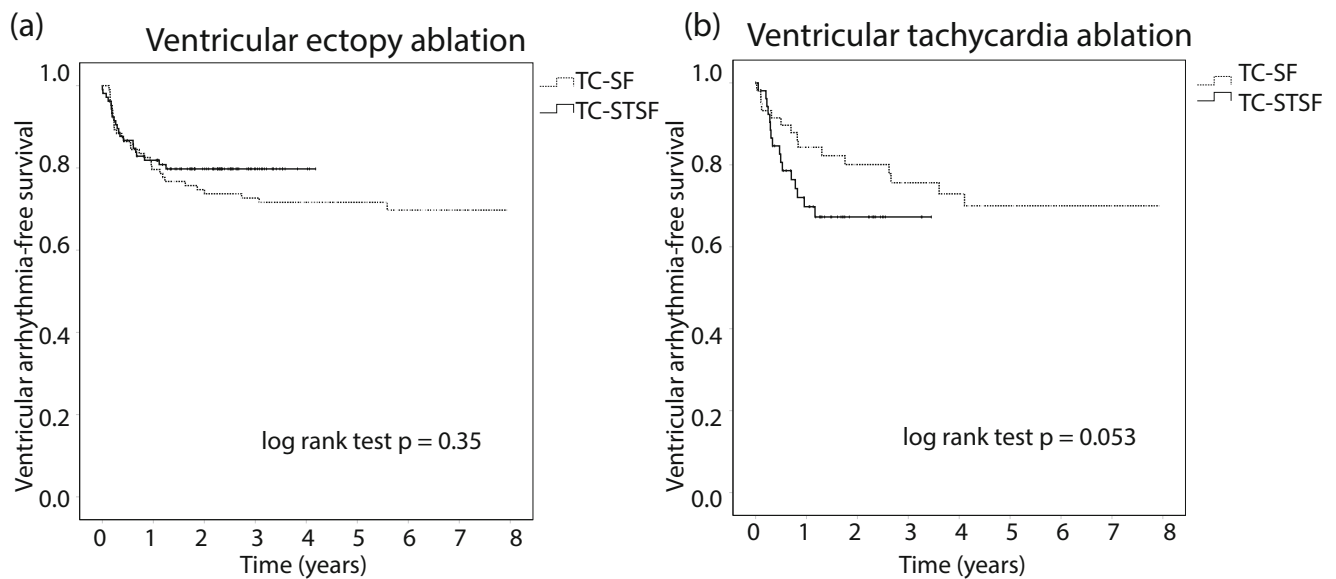 (a)
Ventricular ectopy ablation
TC-SF
TC-STSF
Ventricular arrhythmia-free survival
1.0
0.8
0.6
0.4
0.2
0.0
log rank test p = 0.35
0 1 2 3 4 5 6 7 8
Time (years)
(b)
Ventricular tachycardia ablation
TC-SF
TC-STSF
Ventricular arrhythmia-free survival
1.0
0.8
0.6
0.4
0.2
0.0
log rank test p = 0.053
0 1 2 3 4 5 6 7 8
Time (years)